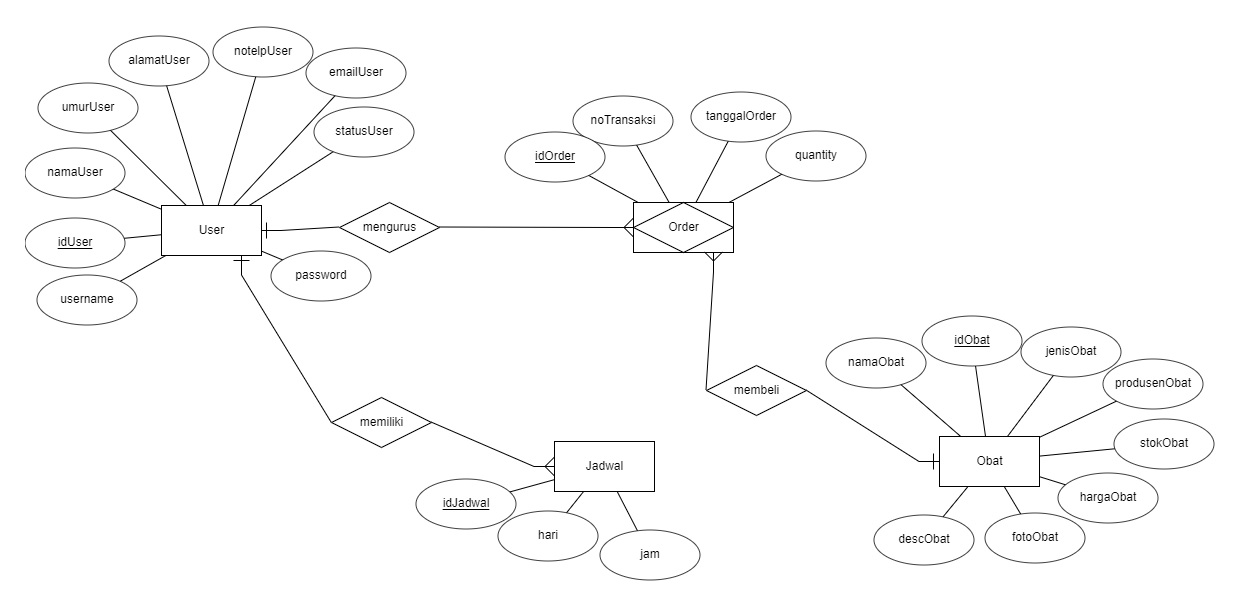 alamatUser
notelpUser
emailUser
umurUser
statusUser
namaUser
idUser
User
username
password
mengurus
idOrder
noTransaksi
tanggalOrder
quantity
Order
memiliki
Jadwal
idJadwal
hari
jam
membeli
namaObat
idObat
jenisObat
produsenObat
stokObat
Obat
hargaObat
descObat
fotoObat